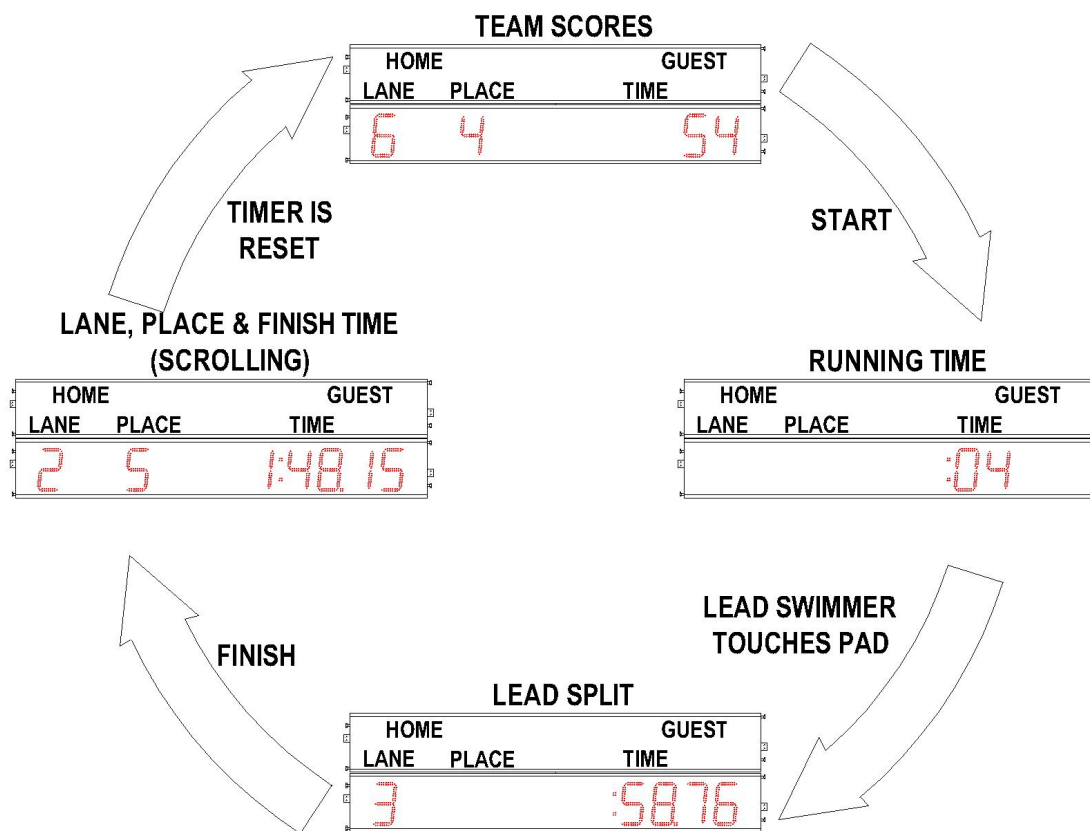 TEAM SCORES
HOME GUEST
LANE PLACE TIME
6 4 54
START
TIMER IS
RESET
LANE, PLACE & FINISH TIME
(SCROLLING)
HOME GUEST
LANE PLACE TIME
2 5 1:48.15
RUNNING TIME
HOME GUEST
LANE PLACE TIME
:04
LEAD SWIMMER
TOUCHES PAD
FINISH
LEAD SPLIT
HOME GUEST
LANE PLACE TIME
3 :58.76